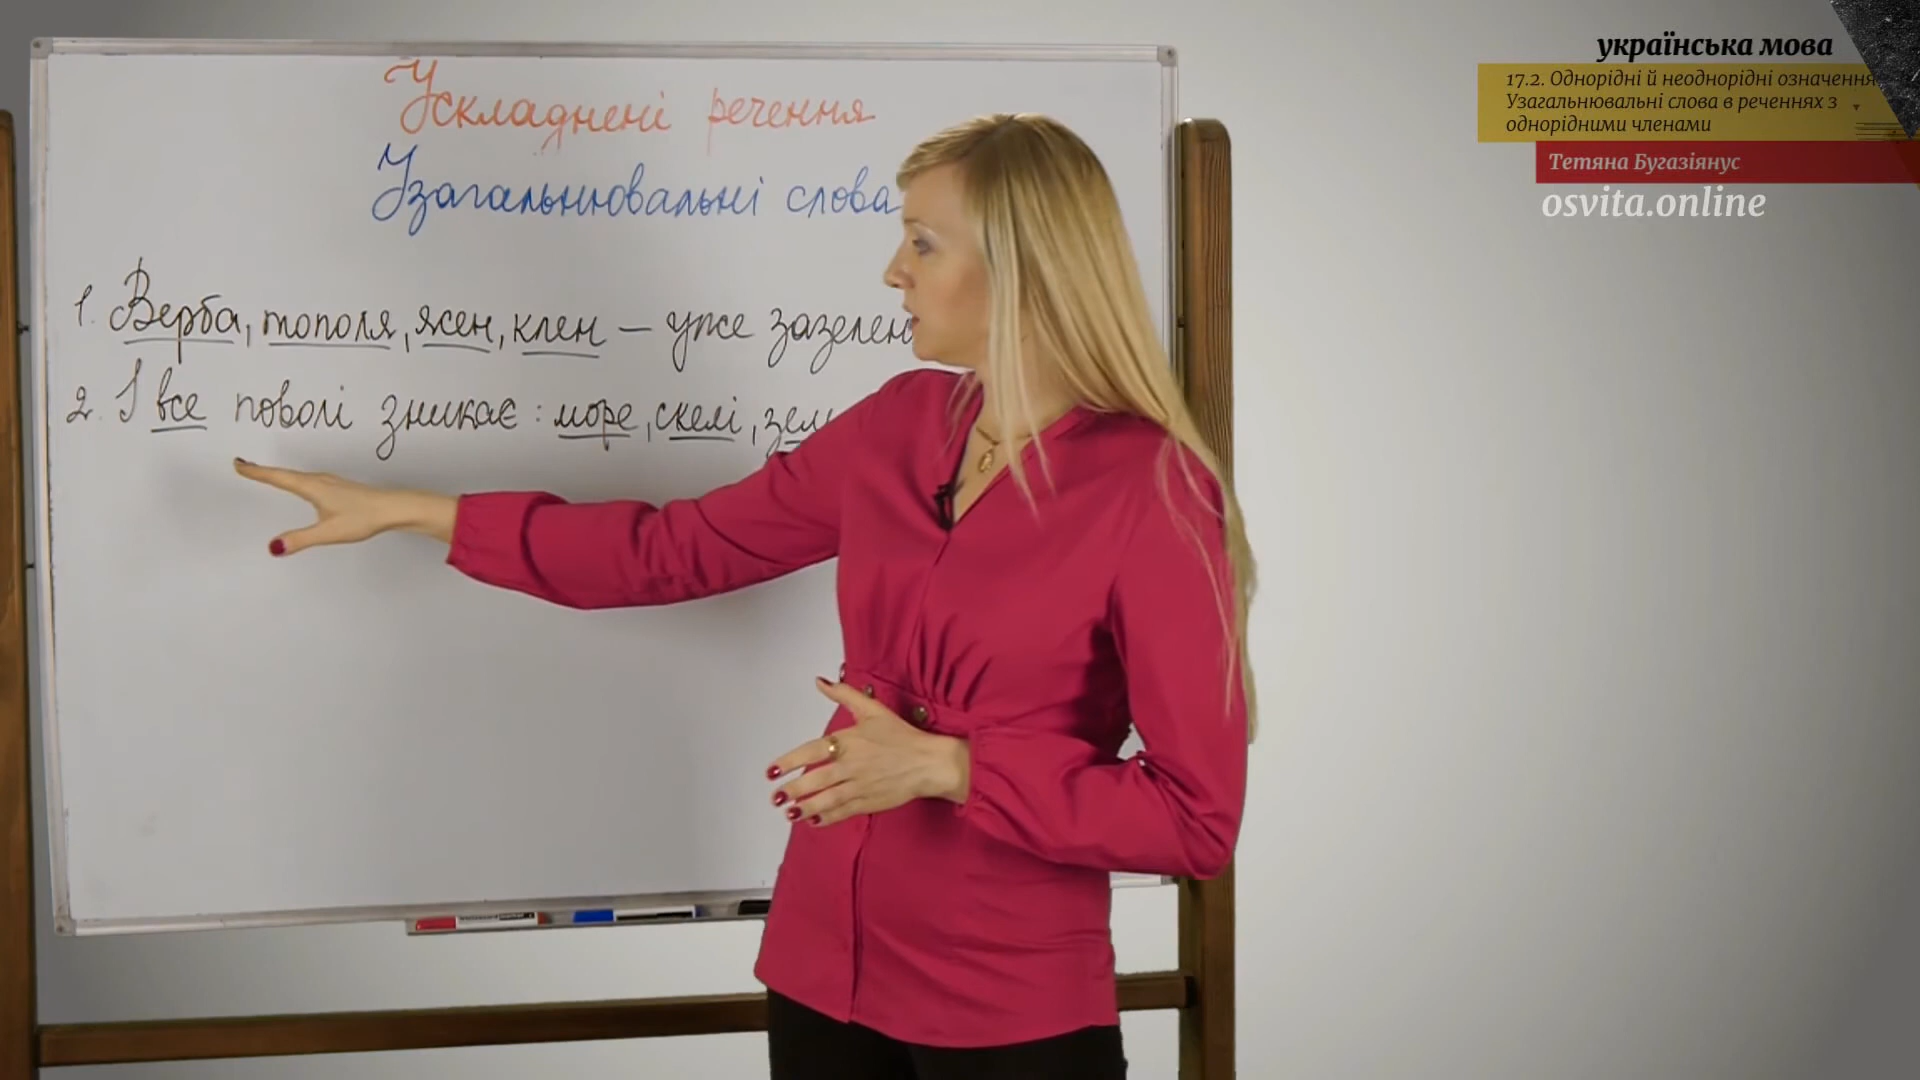 Ускладнені речення
Узагальнювальні слова
1. Верба, тополя, ясен, клен – уже
2. І все поволі зникає: море, скелі,
українська мова
17.2. Однорідні й неоднорідні означення
Узагальнювальні слова в реченнях з
однорідними членами
Тетяна Бугазіянус
osvita.online